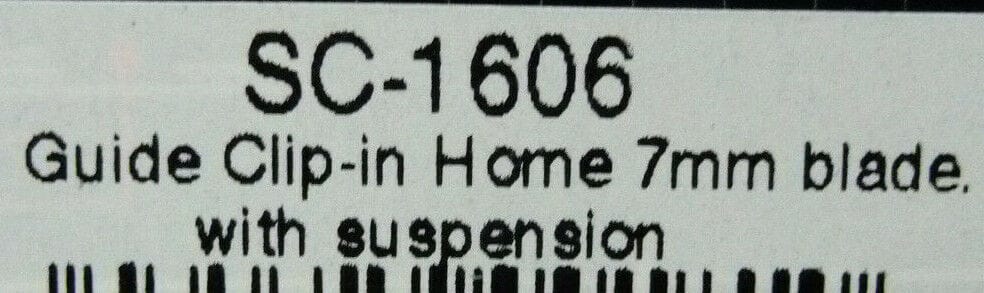 SC-1606
Guide Clip-in Home 7mm blade.
with suspension